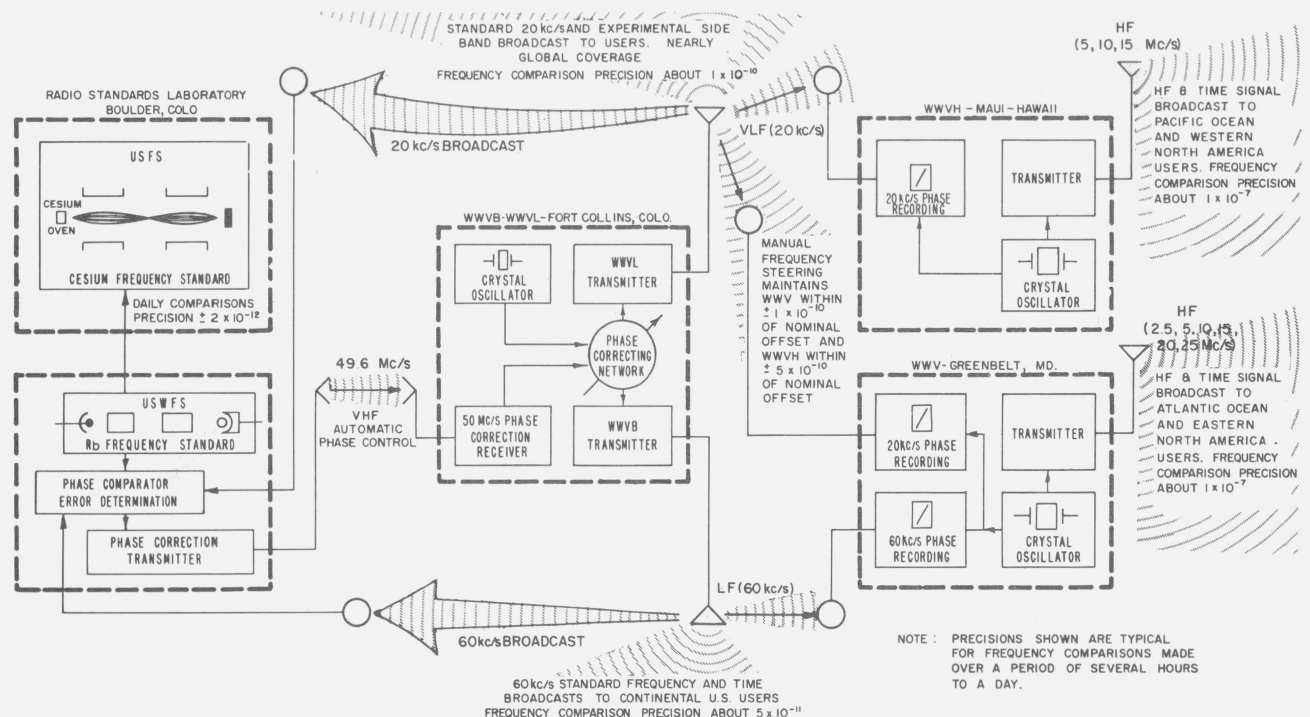 STANDARD 20 kc/s AND EXPERIMENTAL SIDE
BAND BROADCAST TO USERS. NEARLY
GLOBAL COVERAGE
FREQUENCY COMPARISON PRECISION ABOUT 1 x 10⁻¹⁰
20 kc/s BROADCAST
VLF (20 kc/s)
RADIO STANDARDS LABORATORY
BOULDER, COLO
USFS
CESIUM
OVEN
CESIUM FREQUENCY STANDARD
DAILY COMPARISONS
PRECISION ± 2 x 10⁻¹²
USWFS
Rb FREQUENCY STANDARD
PHASE COMPARATOR
ERROR DETERMINATION
PHASE CORRECTION
TRANSMITTER
49.6 Mc/s
VHF
AUTOMATIC
PHASE CONTROL
WWVB-WWVL-FORT COLLINS, COLO.
CRYSTAL
OSCILLATOR
WWVL
TRANSMITTER
PHASE
CORRECTING
NETWORK
50 Mc/s PHASE
CORRECTION
RECEIVER
WWVB
TRANSMITTER
MANUAL
FREQUENCY
STEERING
MAINTAINS
WWV WITHIN
± 1 x 10⁻¹⁰
OF NOMINAL
OFFSET AND
WWVH WITHIN
± 5 x 10⁻¹⁰
OF NOMINAL
OFFSET
WWVH - MAUI - HAWAII
20 kc/s PHASE
RECORDING
TRANSMITTER
CRYSTAL
OSCILLATOR
HF
(5, 10, 15 Mc/s)
HF & TIME SIGNAL
BROADCAST TO
PACIFIC OCEAN
AND WESTERN
NORTH AMERICA
USERS. FREQUENCY
COMPARISON PRECISION
ABOUT 1 x 10⁻⁷
WWV-GREENBELT, MD.
20 kc/s PHASE
RECORDING
TRANSMITTER
60 kc/s PHASE
RECORDING
CRYSTAL
OSCILLATOR
HF
(2.5, 5, 10, 15,
20, 25 Mc/s)
HF & TIME SIGNAL
BROADCAST TO
ATLANTIC OCEAN
AND EASTERN
NORTH AMERICA .
USERS. FREQUENCY
COMPARISON PRECISION
ABOUT 1 x 10⁻⁷
LF (60 kc/s)
60 kc/s BROADCAST
60 kc/s STANDARD FREQUENCY AND TIME
BROADCASTS TO CONTINENTAL U.S. USERS
FREQUENCY COMPARISON PRECISION ABOUT 5 x 10⁻¹¹
NOTE : PRECISIONS SHOWN ARE TYPICAL
FOR FREQUENCY COMPARISONS MADE
OVER A PERIOD OF SEVERAL HOURS
TO A DAY.